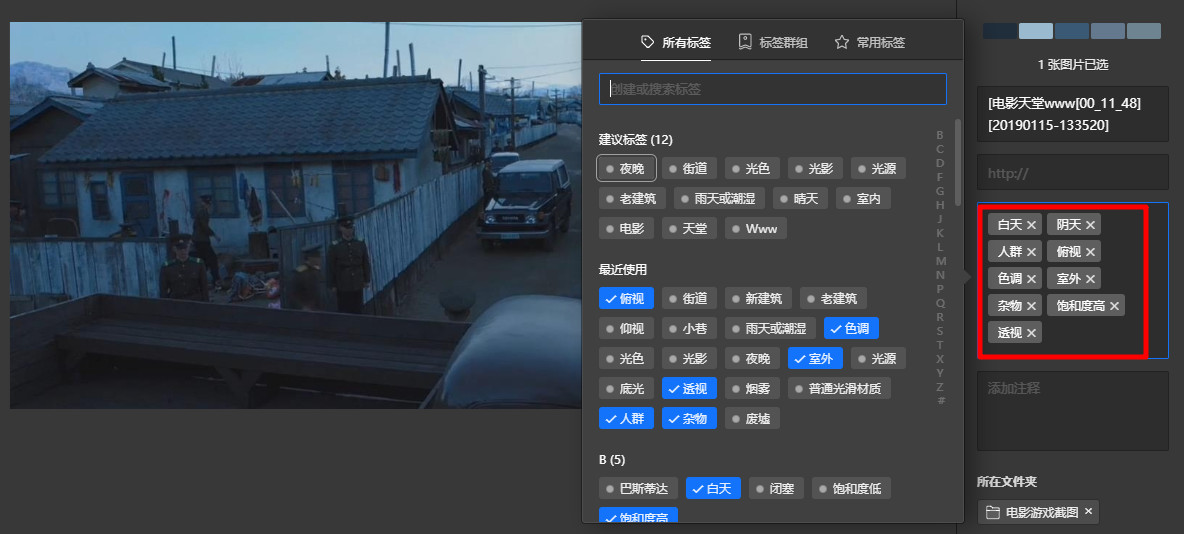 所有标签 标签群组 常用标签
创建或搜索标签
建议标签 (12)
夜晚 街道 光色 光影 光源
老建筑 雨天或潮湿 晴天 室内
电影 天堂 Www
最近使用
俯视 街道 新建筑 老建筑
仰视 小巷 雨天或潮湿 色调
光色 光影 夜晚 室外 光源
底光 透视 烟雾 普通光滑材质
人群 杂物 废墟
B (5)
巴斯蒂达 白天 闭塞 饱和度低
饱和度高
B
C
D
F
G
H
J
K
L
M
N
P
Q
R
S
T
X
Y
Z
#
1 张图片已选
[电影天堂www[00_11_48]
[20190115-133520]
http://
白天 阴天
人群 俯视
色调 室外
杂物 饱和度高
透视
添加注释
所在文件夹
电影游戏截图